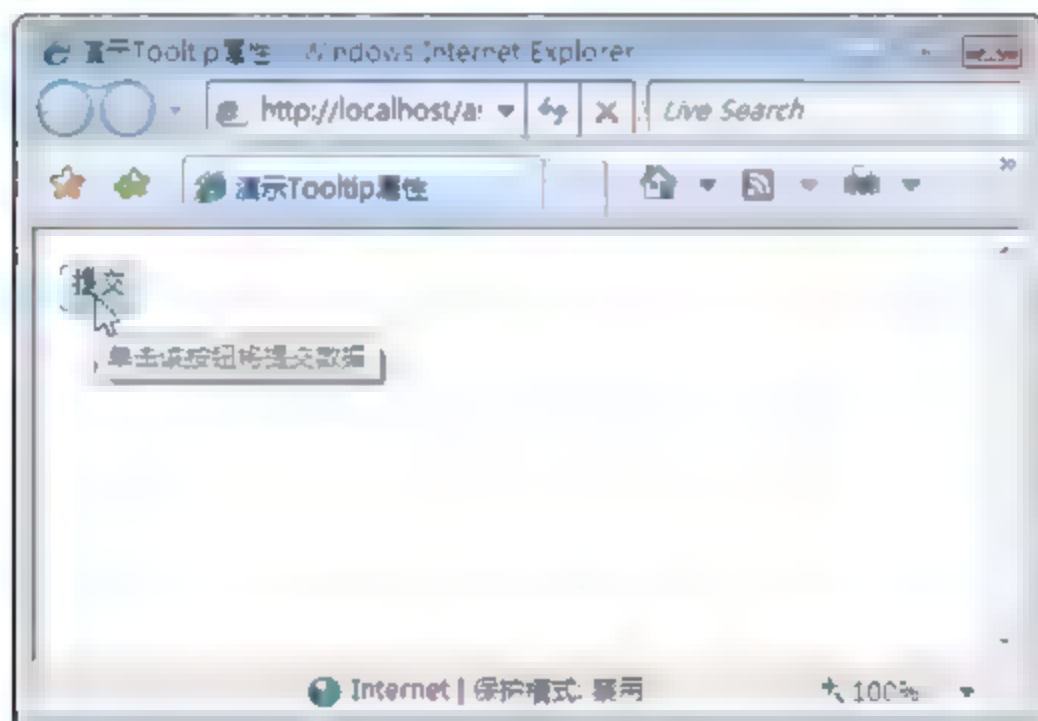 演示Tooltip属性 - Windows Internet Explorer
http://localhost/a Live Search
演示Tooltip属性
提交
单击该按钮将提交数据
Internet | 保护模式: 禁用 100%